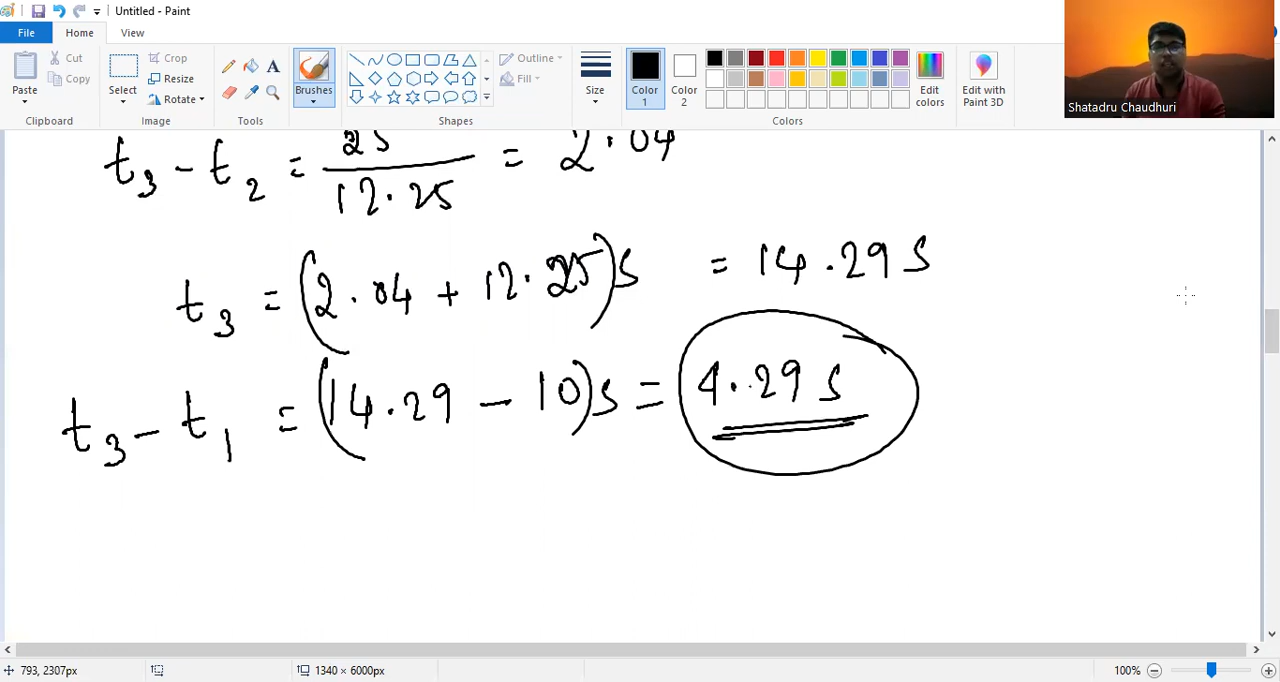 Untitled - Paint
File Home View
Paste Cut Copy Clipboard
Select Crop Resize Rotate Image
Tools
Brushes
Shapes Outline Fill
Size
Color 1 Color 2 Edit colors Colors
Edit with Paint 3D
Shatadru Chaudhuri
t3 - t2 = 25 / 12.25 = 2.04
t3 = (2.04 + 12.25)s = 14.29 s
t3 - t1 = (14.29 - 10)s = 4.29 s
793, 2307px 1340 × 6000px 100%